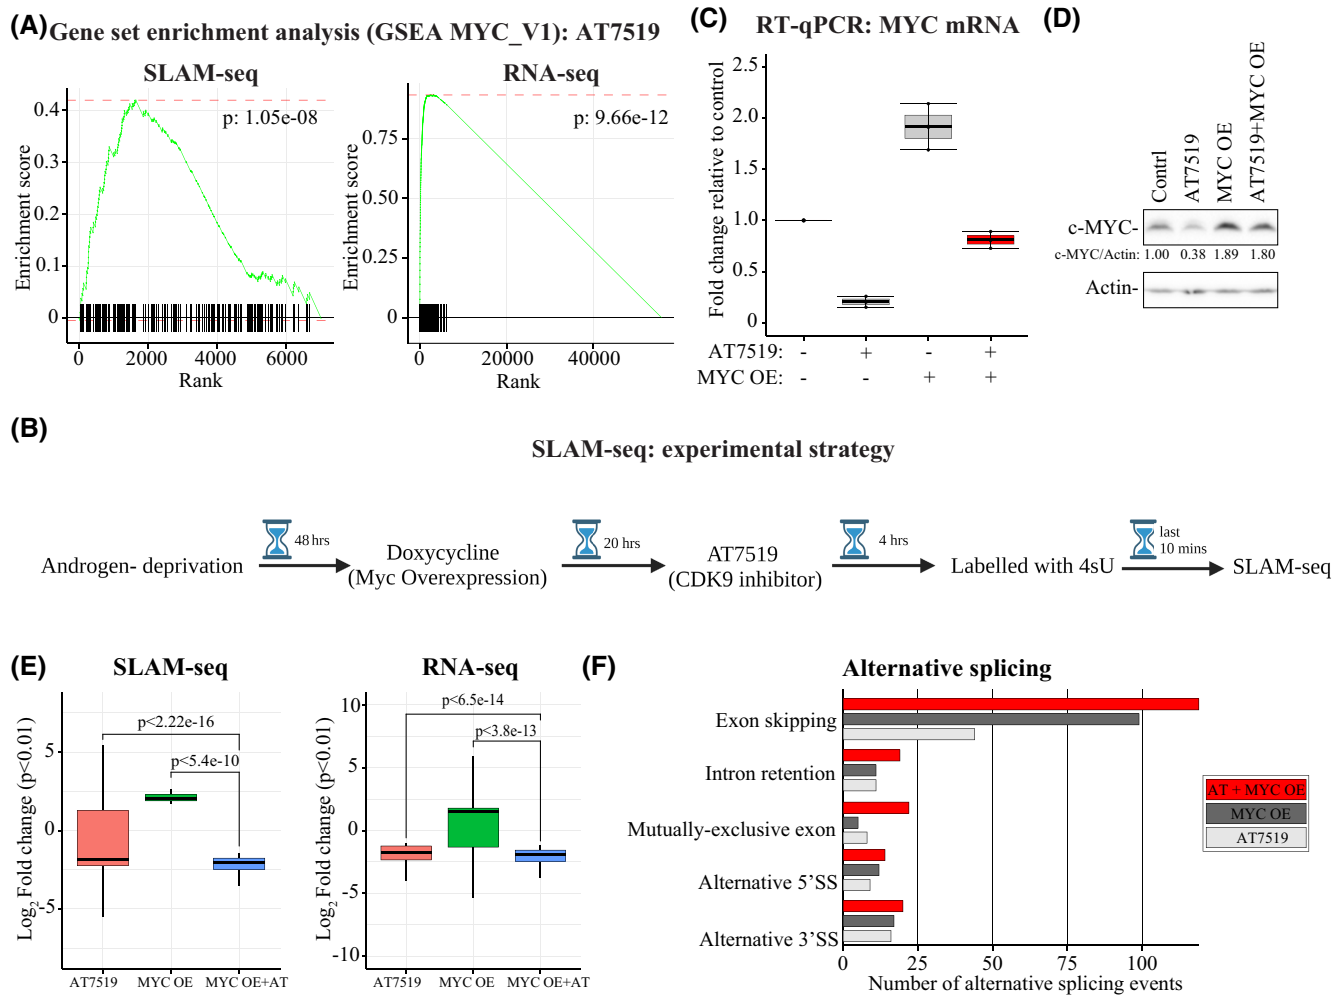 (A) Gene set enrichment analysis (GSEA MYC_V1): AT7519
SLAM-seq
Enrichment score
0.4
0.3
0.2
0.1
0
p: 1.05e-08
0 2000 4000 6000
Rank
RNA-seq
Enrichment score
0.75
0.50
0.25
0
p: 9.66e-12
0 20000 40000
Rank
(C)
RT-qPCR: MYC mRNA
Fold change relative to control
2.5
2.0
1.5
1.0
0.5
0
AT7519: - + - +
MYC OE: - - + +
(D)
Contrl
AT7519
MYC OE
AT7519+MYC OE
c-MYC-
c-MYC/Actin: 1.00 0.38 1.89 1.80
Actin-
(B)
SLAM-seq: experimental strategy
Androgen- deprivation
48 hrs
Doxycycline
(Myc Overexpression)
20 hrs
AT7519
(CDK9 inhibitor)
4 hrs
Labelled with 4sU
last
10 mins
SLAM-seq
(E)
SLAM-seq
Log2 Fold change (p<0.01)
5
0
-5
p<2.22e-16
p<5.4e-10
AT7519 MYC OE MYC OE+AT
RNA-seq
Log2 Fold change (p<0.01)
10
5
0
-5
-10
p<6.5e-14
p<3.8e-13
AT7519 MYC OE MYC OE+AT
(F)
Alternative splicing
Exon skipping
Intron retention
Mutually-exclusive exon
Alternative 5’SS
Alternative 3’SS
0 25 50 75 100
Number of alternative splicing events
AT + MYC OE
MYC OE
AT7519